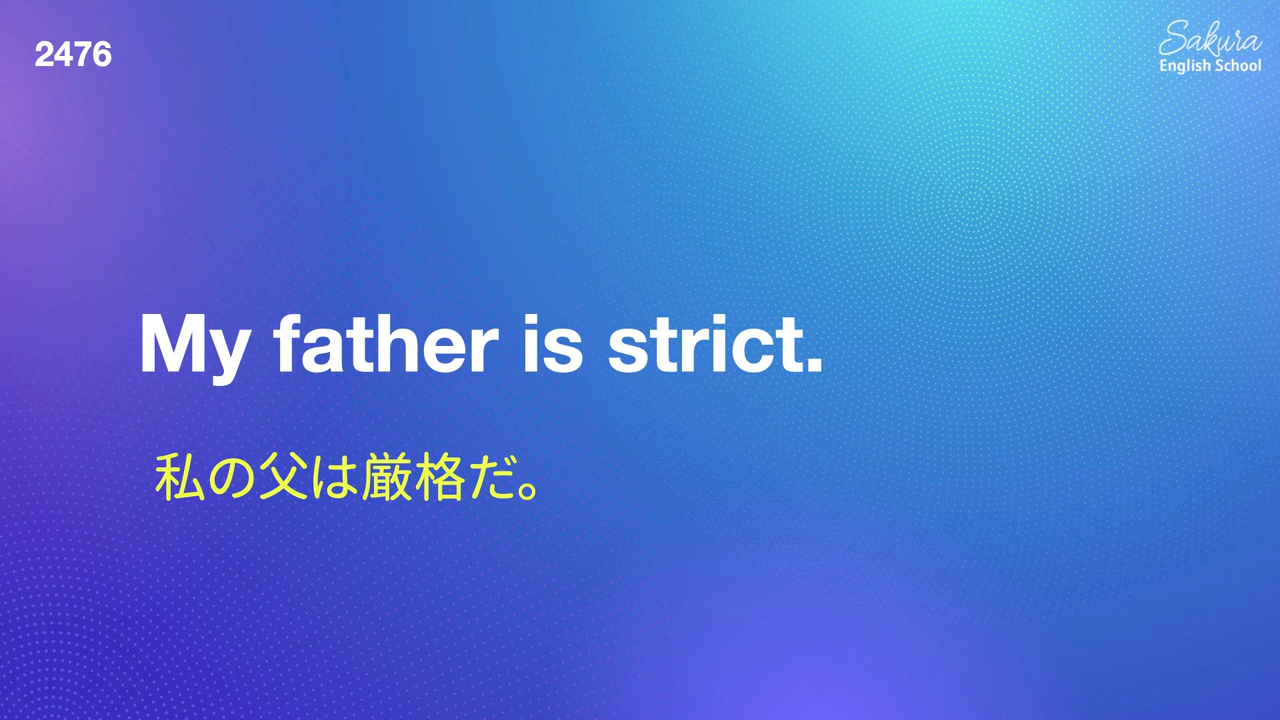 2476
Sakura
English School
My father is strict.
私の父は厳格だ。